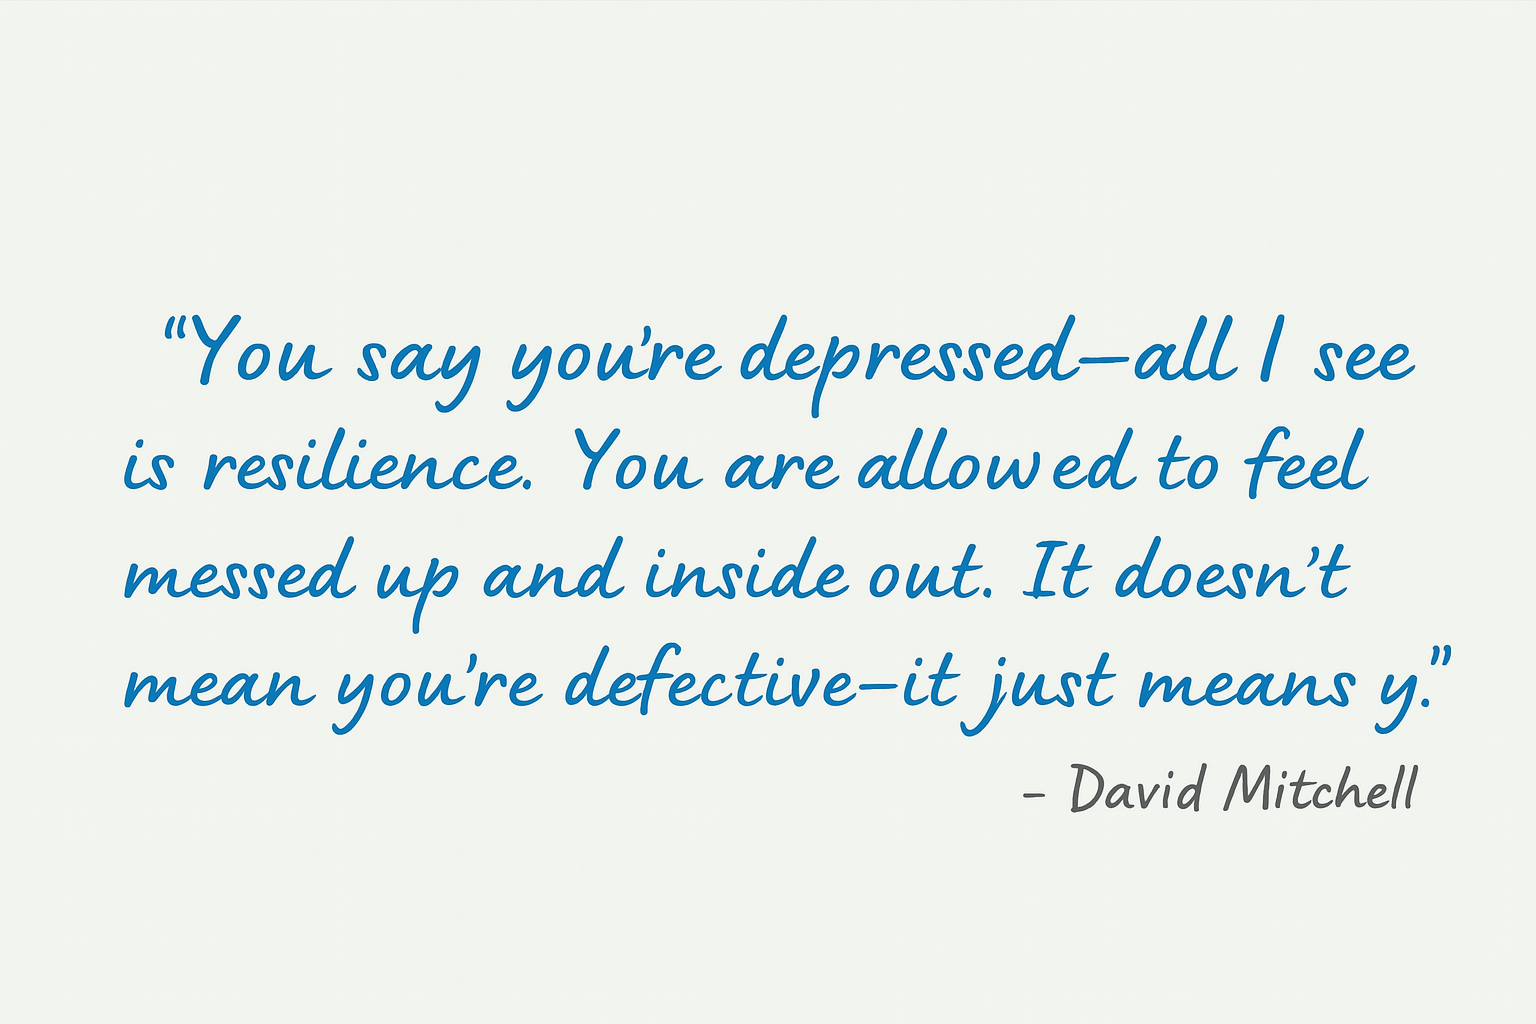 “You say you’re depressed—all I see
is resilience. You are allowed to feel
messed up and inside out. It doesn’t
mean you’re defective—it just means y.”
- David Mitchell